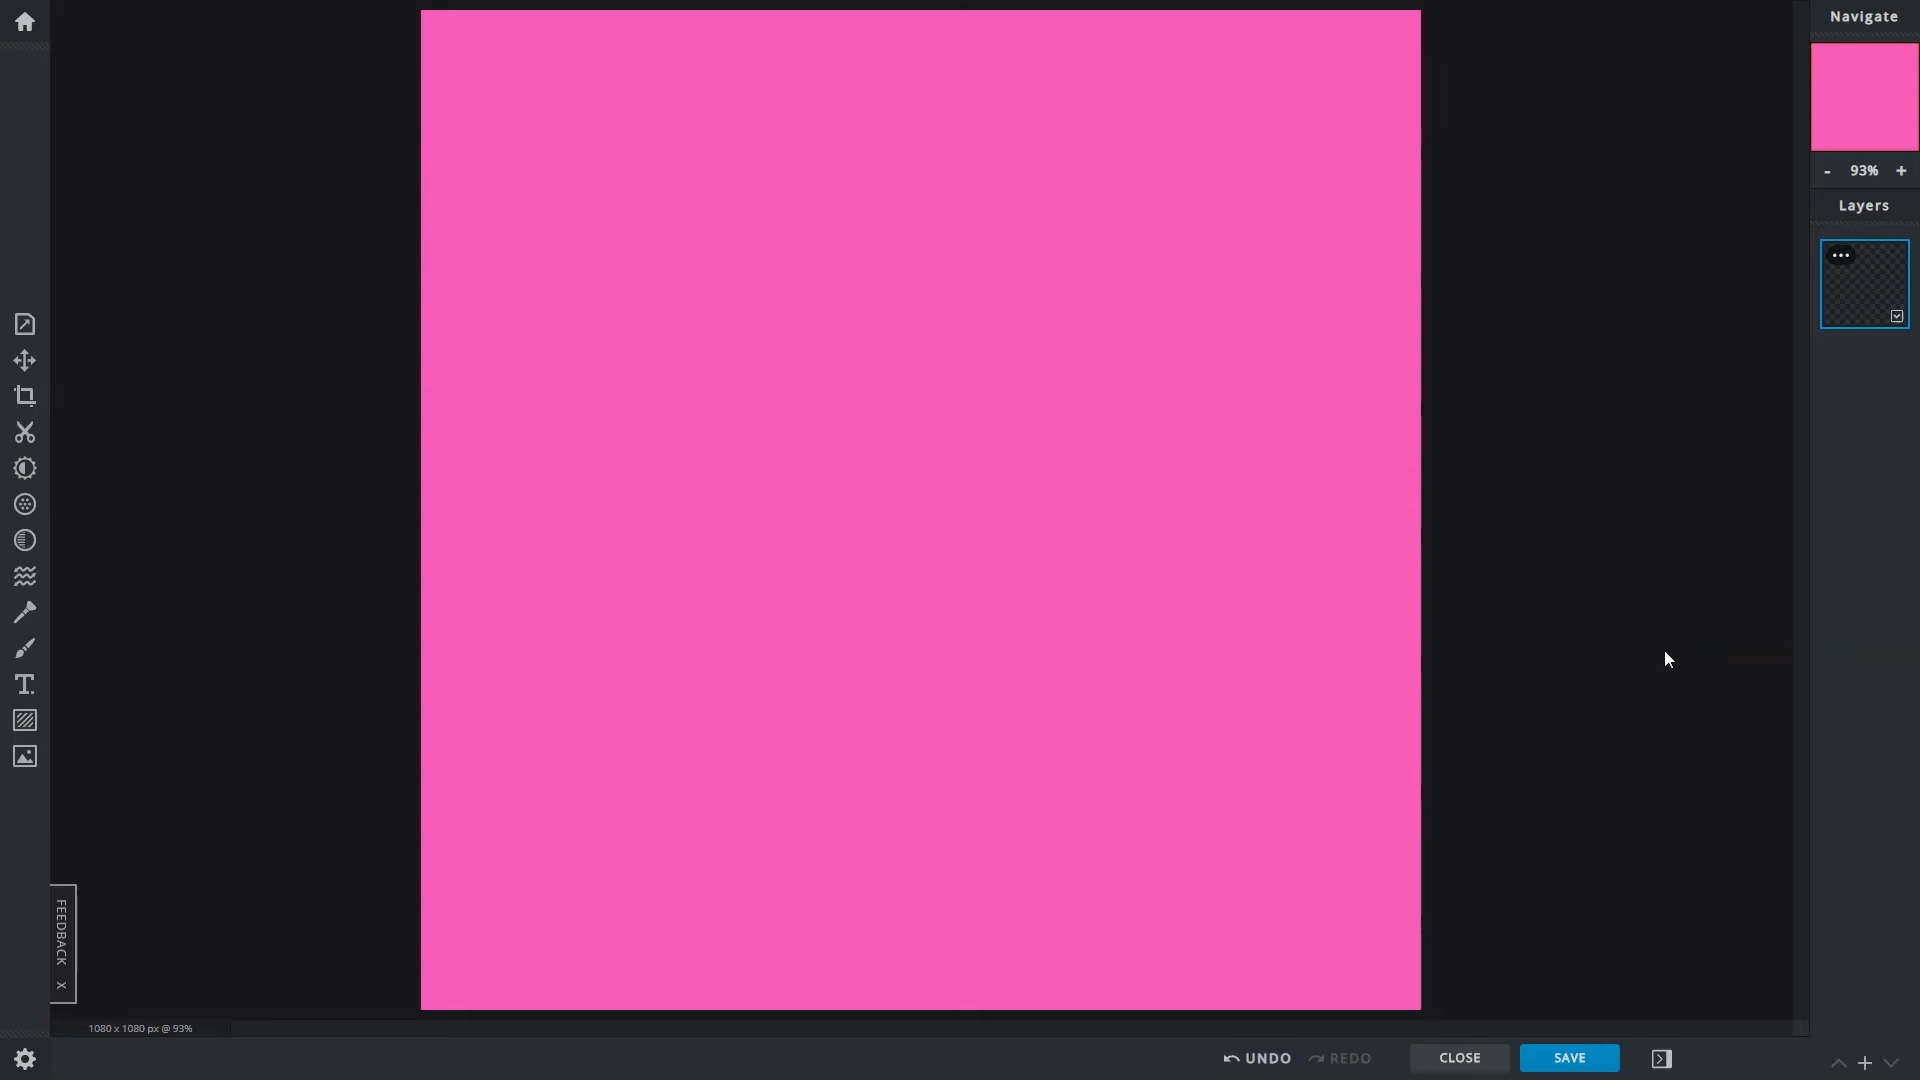 Navigate
- 93% +
Layers
FEEDBACK X
1080 x 1080 px @ 93%
UNDO REDO CLOSE SAVE